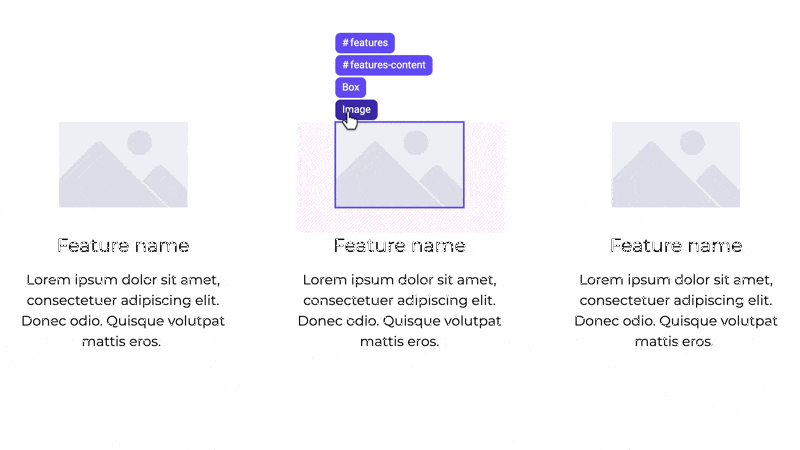 # features
# features-content
Box
Image
Feature name
Lorem ipsum dolor sit amet,
consectetuer adipiscing elit.
Donec odio. Quisque volutpat
mattis eros.
Feature name
Lorem ipsum dolor sit amet,
consectetuer adipiscing elit.
Donec odio. Quisque volutpat
mattis eros.
Feature name
Lorem ipsum dolor sit amet,
consectetuer adipiscing elit.
Donec odio. Quisque volutpat
mattis eros.